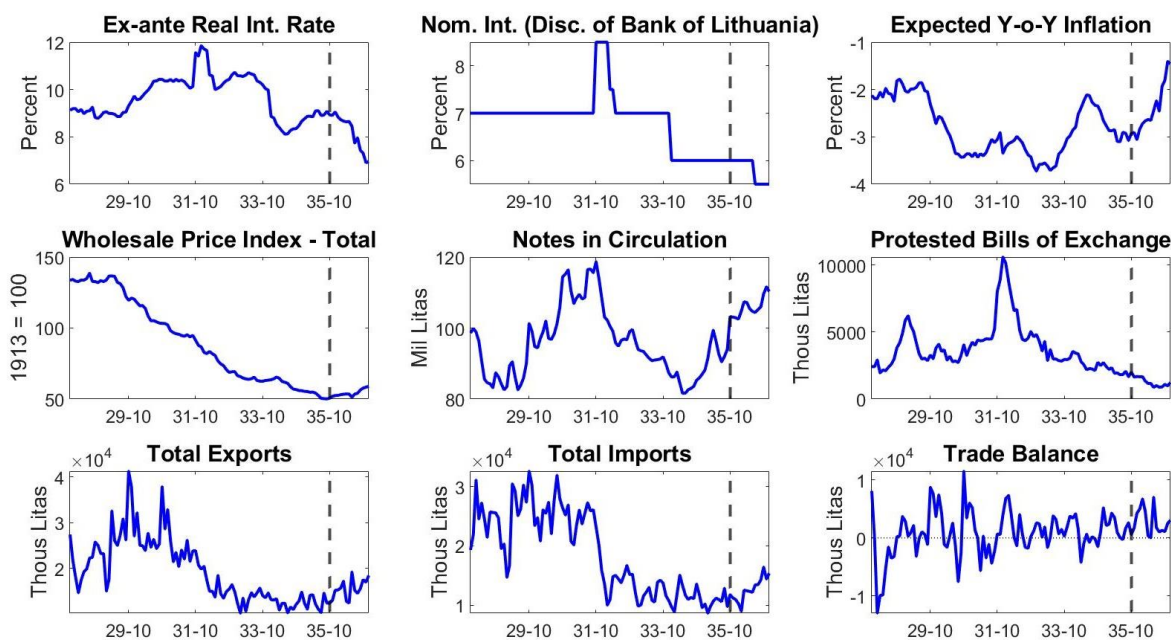 Ex-ante Real Int. Rate
Percent
12
10
8
6
29-10 31-10 33-10 35-10
Nom. Int. (Disc. of Bank of Lithuania)
Percent
8
7
6
29-10 31-10 33-10 35-10
Expected Y-o-Y Inflation
Percent
-1
-2
-3
-4
29-10 31-10 33-10 35-10
Wholesale Price Index - Total
1913 = 100
150
100
50
29-10 31-10 33-10 35-10
Notes in Circulation
Mil Litas
120
100
80
29-10 31-10 33-10 35-10
Protested Bills of Exchange
Thous Litas
10000
5000
0
29-10 31-10 33-10 35-10
Total Exports
×10⁴
Thous Litas
4
3
2
29-10 31-10 33-10 35-10
Total Imports
×10⁴
Thous Litas
3
2
1
29-10 31-10 33-10 35-10
Trade Balance
×10⁴
Thous Litas
1
0
-1
29-10 31-10 33-10 35-10